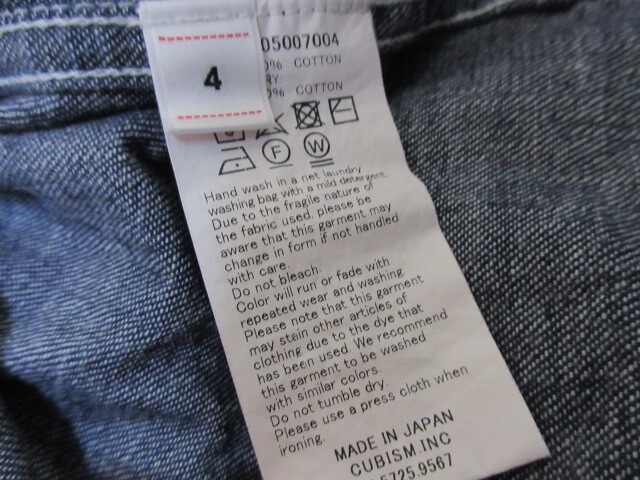 4
05007004
0% COTTON
RY
0% COTTON
F
W
Hand wash in a net laundry
washing bag with a mild detergent.
Due to the fragile nature of
the fabric used, please be
aware that this garment may
change in form if not handled
with care.
Do not bleach.
Color will run or fade with
repeated wear and washing
Please note that this garment
may stain other articles of
clothing due to the dye that
has been used. We recommend
this garment to be washed
with similar colors.
Do not tumble dry.
Please use a press cloth when
ironing.
MADE IN JAPAN
CUBISM.INC
5725.9567